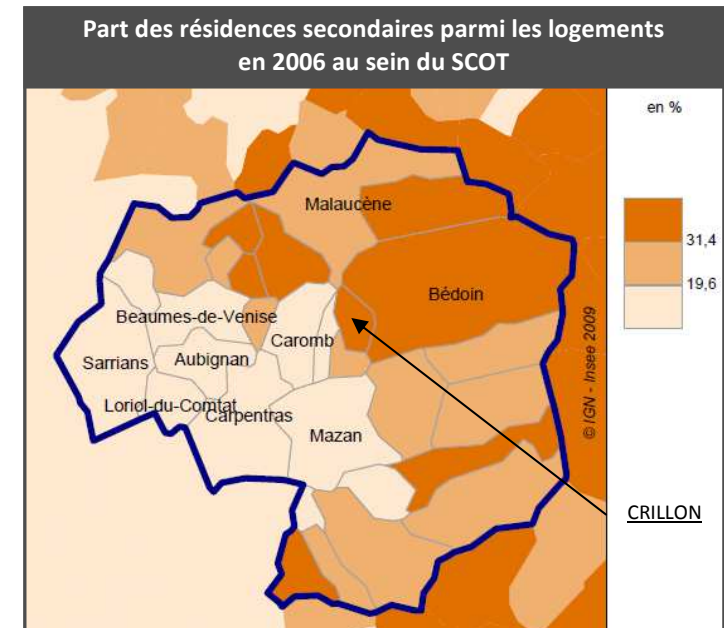 Part des résidences secondaires parmi les logements
en 2006 au sein du SCOT
en %
31,4
19,6
Malaucène
Bédoin
Beaumes-de-Venise
Caromb
Sarrians
Aubignan
Loriol-du-Comtat
Carpentras
Mazan
© IGN - Insee 2009
CRILLON